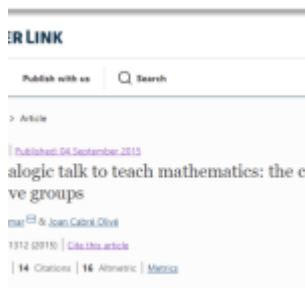 ER LINK
Publish with us Search
> Article
Published: 04 September 2015
alogic talk to teach mathematics: the c
ve groups
mar & Joan Cabré Olivé
1312 (2015) Cite this article
14 Citations 16 Altmetric Metrics